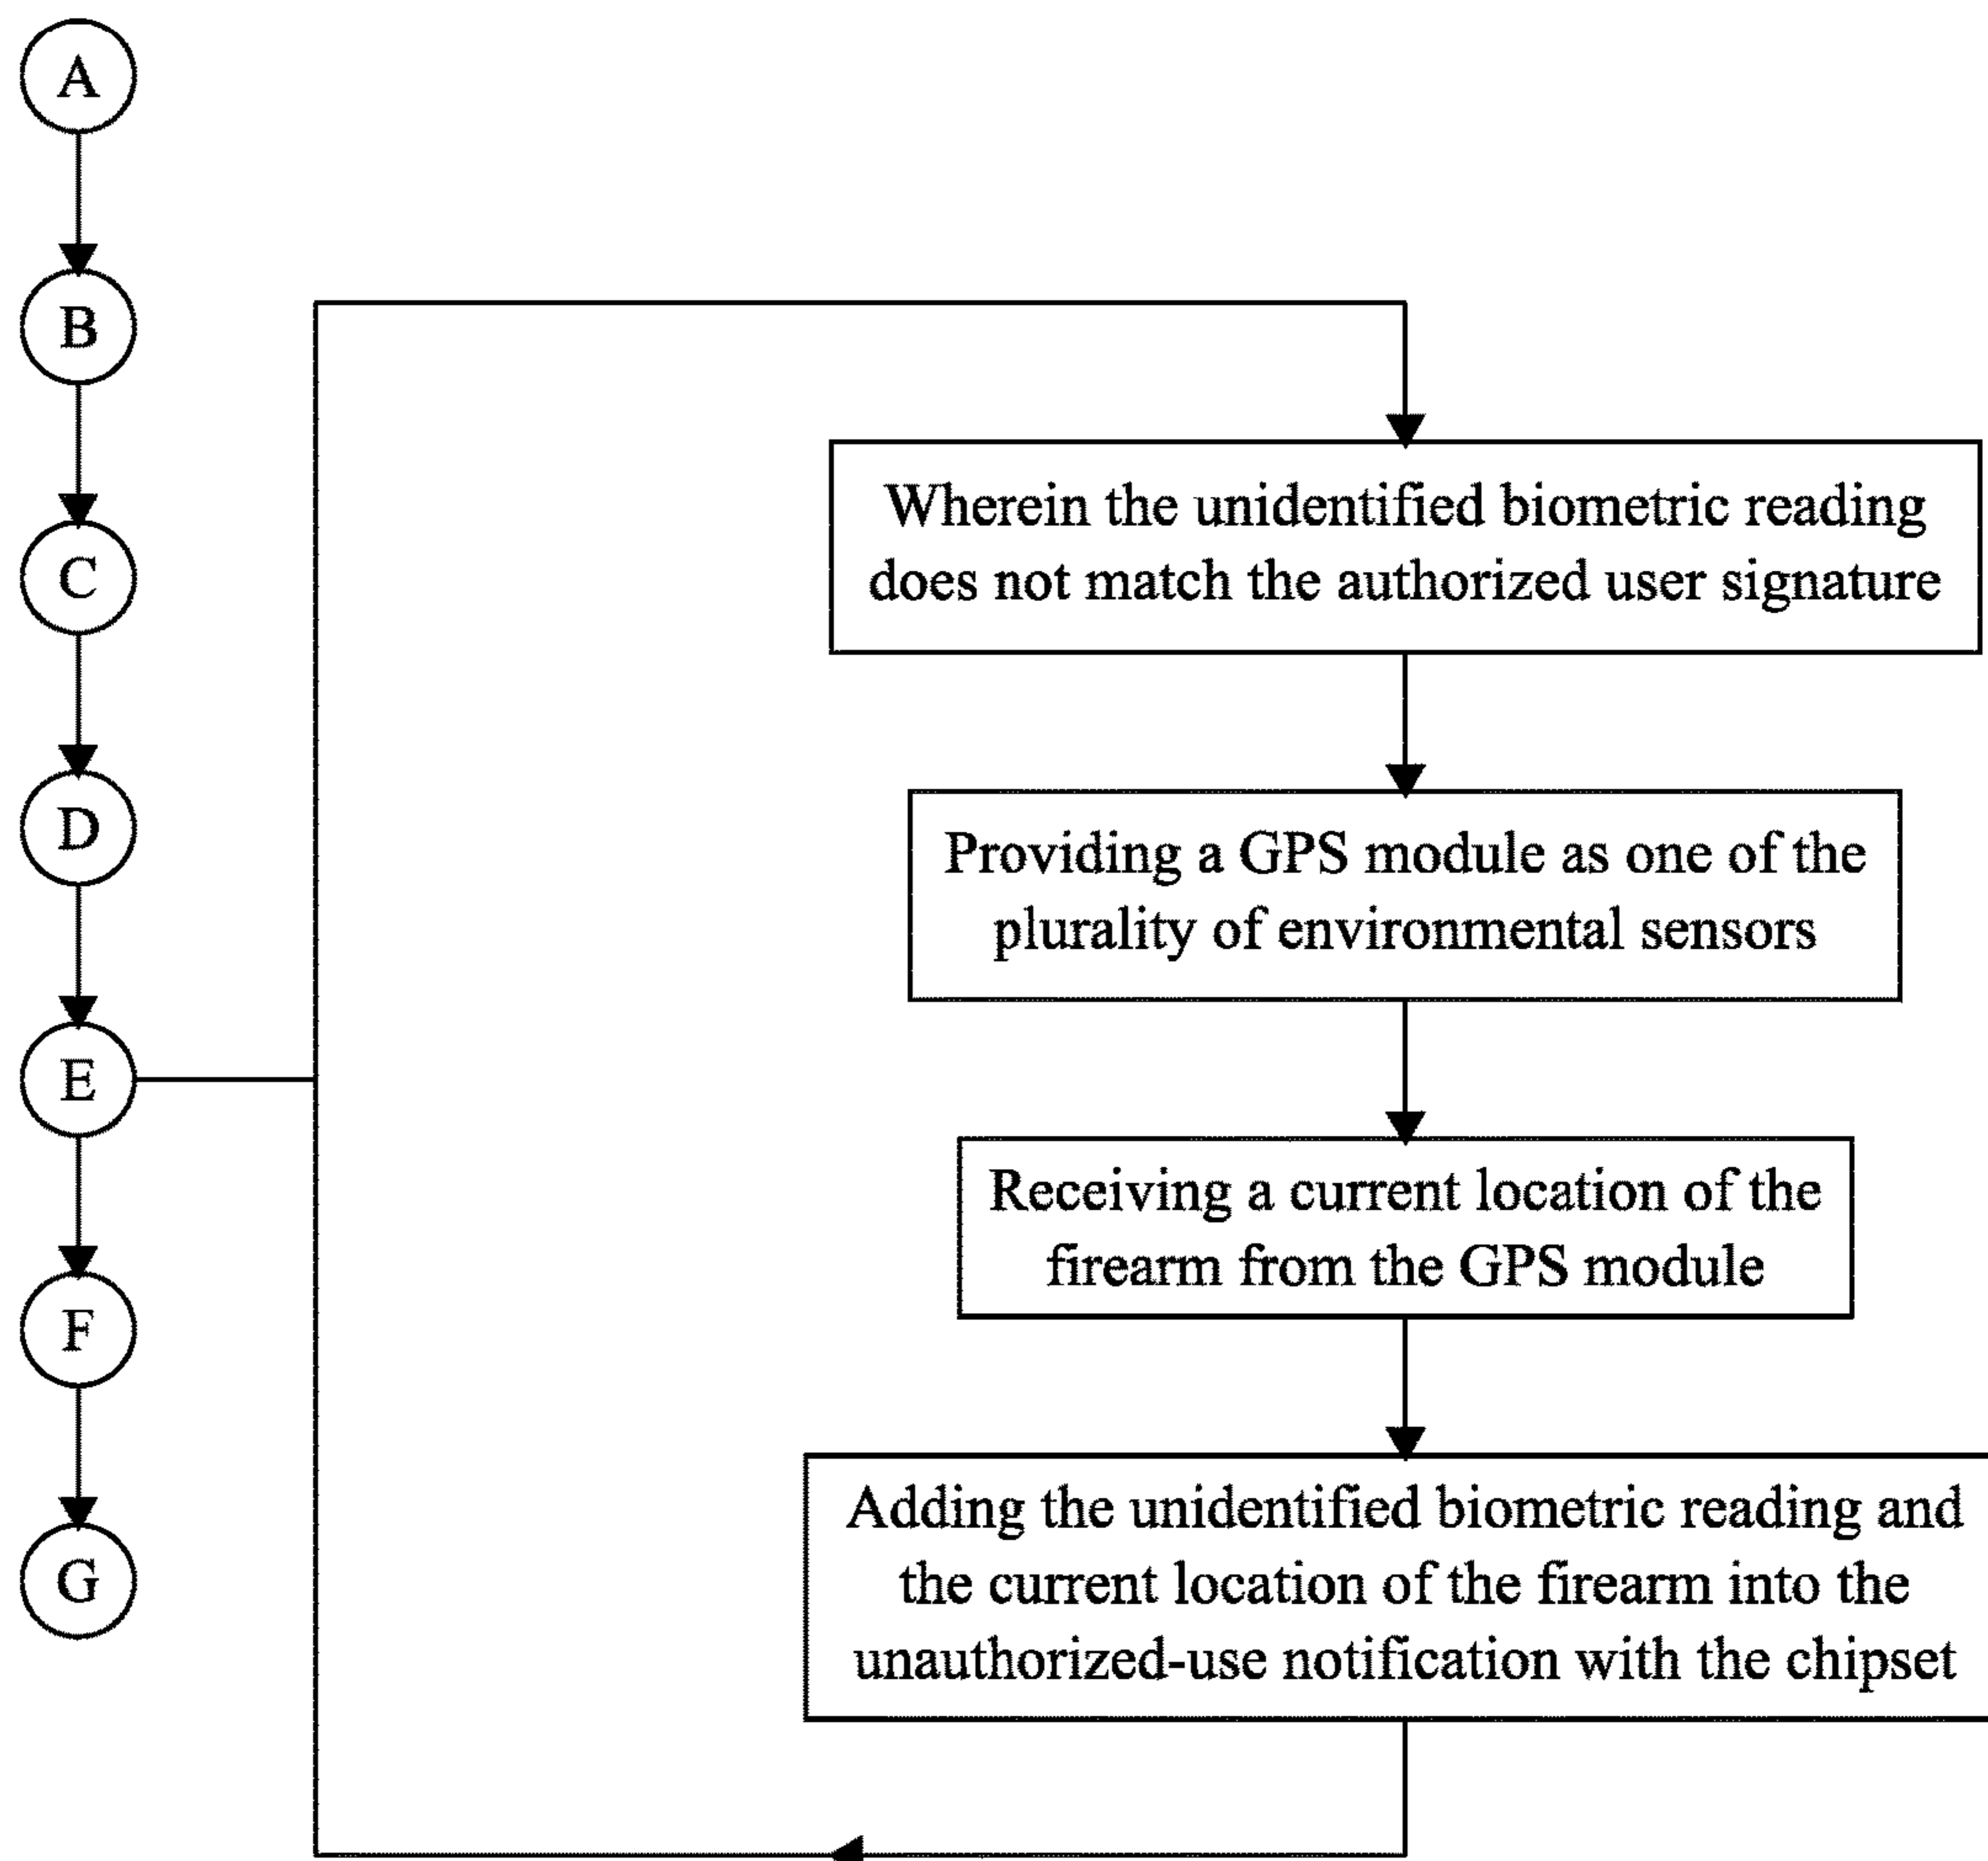 A
B
C
D
E
F
G
Wherein the unidentified biometric reading
does not match the authorized user signature
Providing a GPS module as one of the
plurality of environmental sensors
Receiving a current location of the
firearm from the GPS module
Adding the unidentified biometric reading and
the current location of the firearm into the
unauthorized-use notification with the chipset